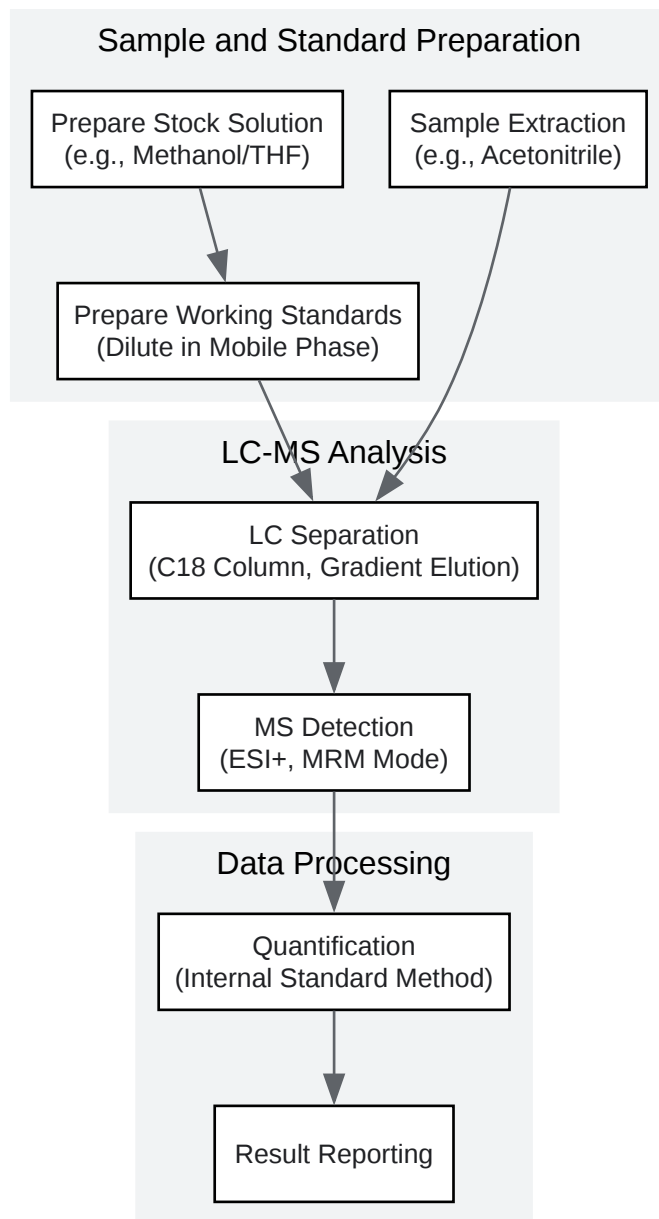 Sample and Standard Preparation
Prepare Stock Solution
(e.g., Methanol/THF)
Sample Extraction
(e.g., Acetonitrile)
Prepare Working Standards
(Dilute in Mobile Phase)
LC-MS Analysis
LC Separation
(C18 Column, Gradient Elution)
MS Detection
(ESI+, MRM Mode)
Data Processing
Quantification
(Internal Standard Method)
Result Reporting